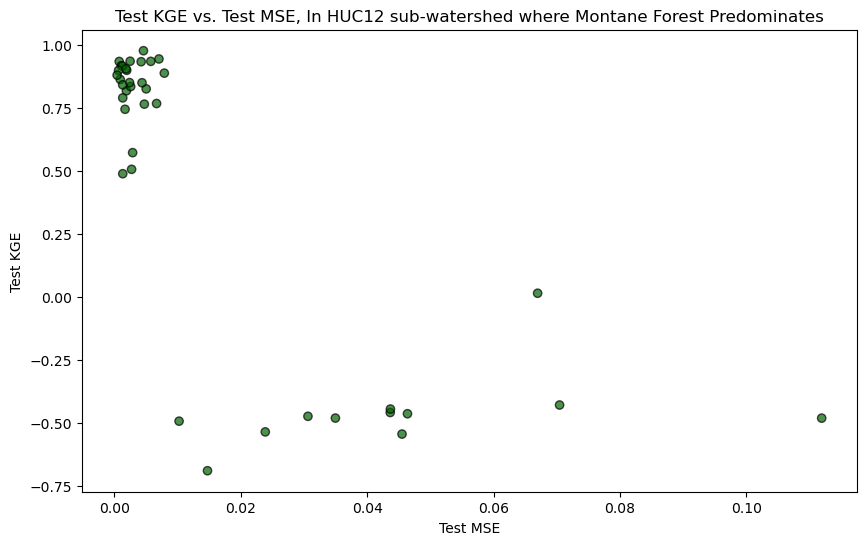 Test KGE vs. Test MSE, In HUC12 sub-watershed where Montane Forest Predominates
1.00
0.75
0.50
0.25
0.00
−0.25
−0.50
−0.75
Test KGE
0.00 0.02 0.04 0.06 0.08 0.10
Test MSE